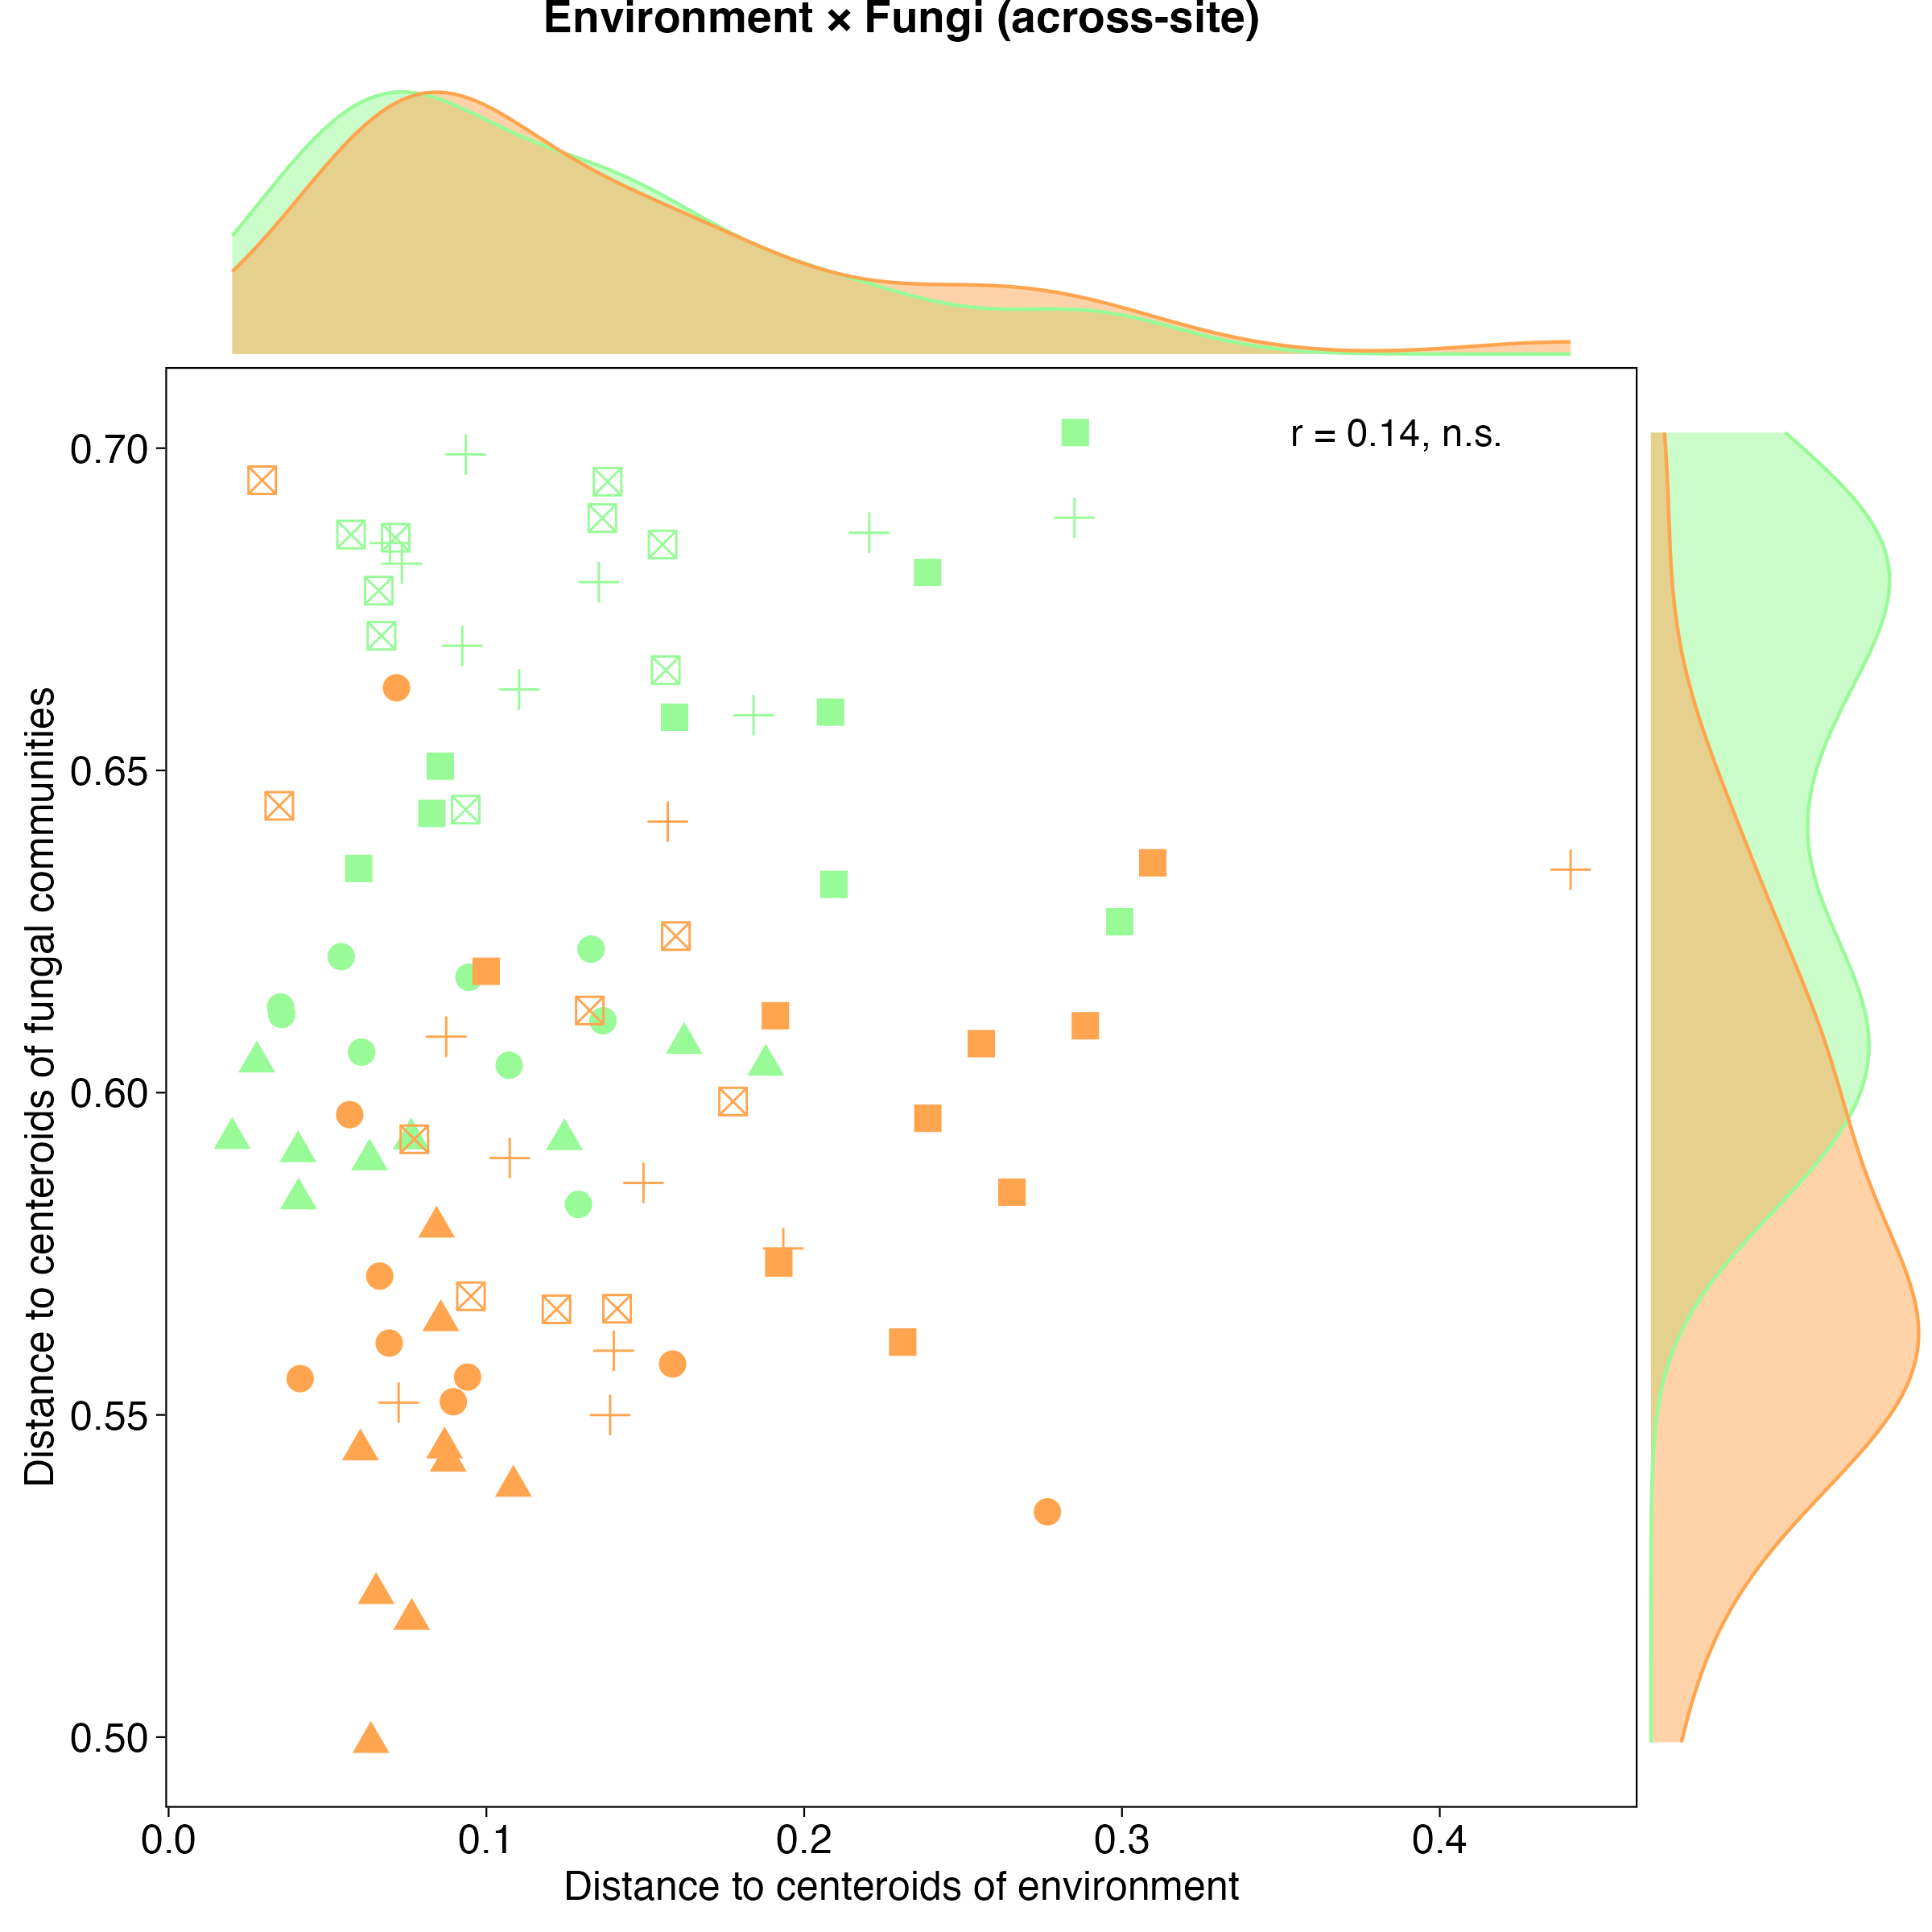 Environment × Fungi (across-site)
r = 0.14, n.s.
0.70
0.65
0.60
0.55
0.50
Distance to centeroids of fungal communities
0.0 0.1 0.2 0.3 0.4
Distance to centeroids of environment